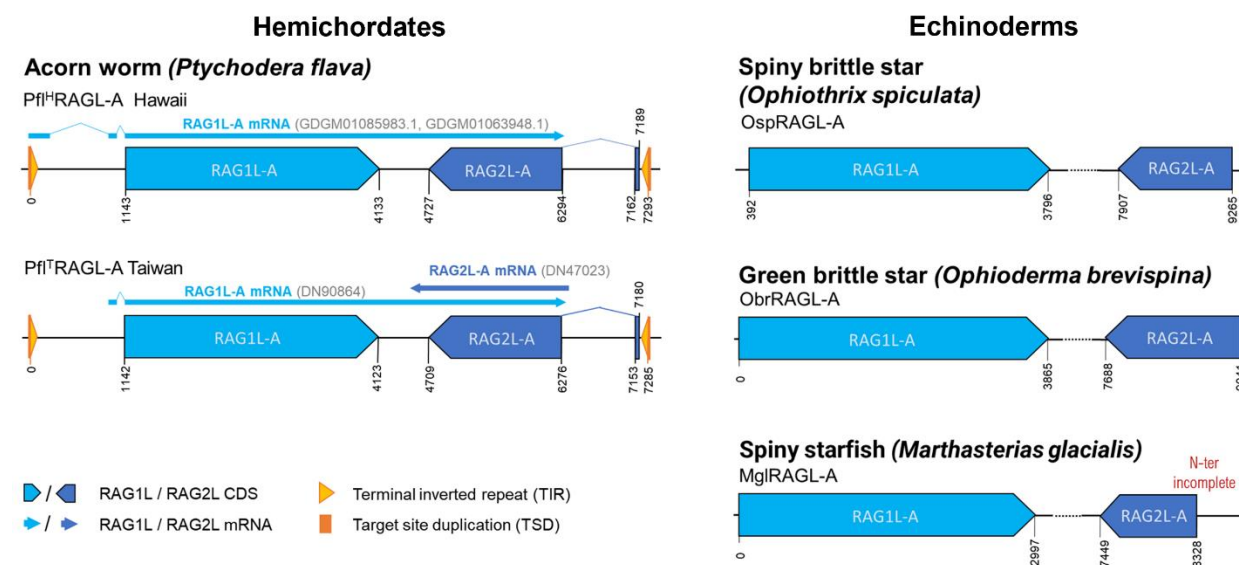 Hemichordates
Acorn worm (Ptychodera flava)
PflᴴRAGL-A Hawaii
RAG1L-A mRNA (GDGM01085983.1, GDGM01063948.1)
7189
RAG1L-A
RAG2L-A
0
1143
4133
4727
6294
7162
7293
PflᵀRAGL-A Taiwan
RAG2L-A mRNA (DN47023)
RAG1L-A mRNA (DN90864)
7180
RAG1L-A
RAG2L-A
0
1142
4123
4709
6276
7153
7285
/ RAG1L / RAG2L CDS
Terminal inverted repeat (TIR)
/ RAG1L / RAG2L mRNA
Target site duplication (TSD)
Echinoderms
Spiny brittle star
(Ophiothrix spiculata)
OspRAGL-A
RAG1L-A
RAG2L-A
392
3796
7907
9265
Green brittle star (Ophioderma brevispina)
ObrRAGL-A
RAG1L-A
RAG2L-A
0
3865
7688
Spiny starfish (Marthasterias glacialis)
MglRAGL-A
N-ter
incomplete
RAG1L-A
RAG2L-A
0
2997
7449
8328